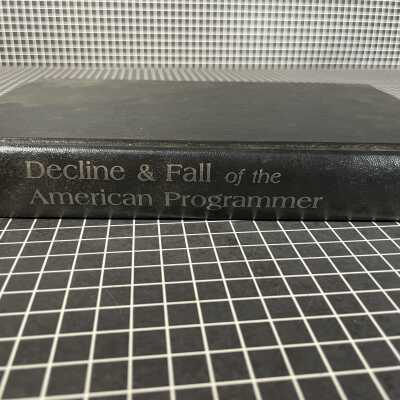 Decline & Fall of the
American Programmer